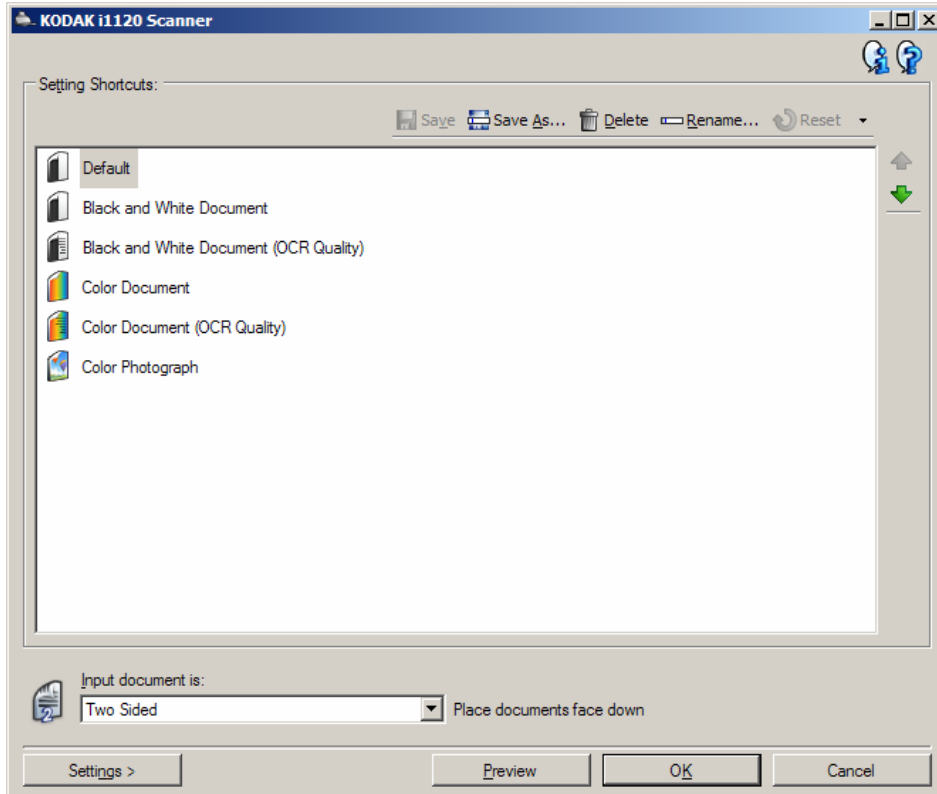 KODAK i1120 Scanner
Setting Shortcuts:
Save Save As... Delete Rename... Reset
Default
Black and White Document
Black and White Document (OCR Quality)
Color Document
Color Document (OCR Quality)
Color Photograph
Input document is:
2 Two Sided Place documents face down
Settings > Preview OK Cancel